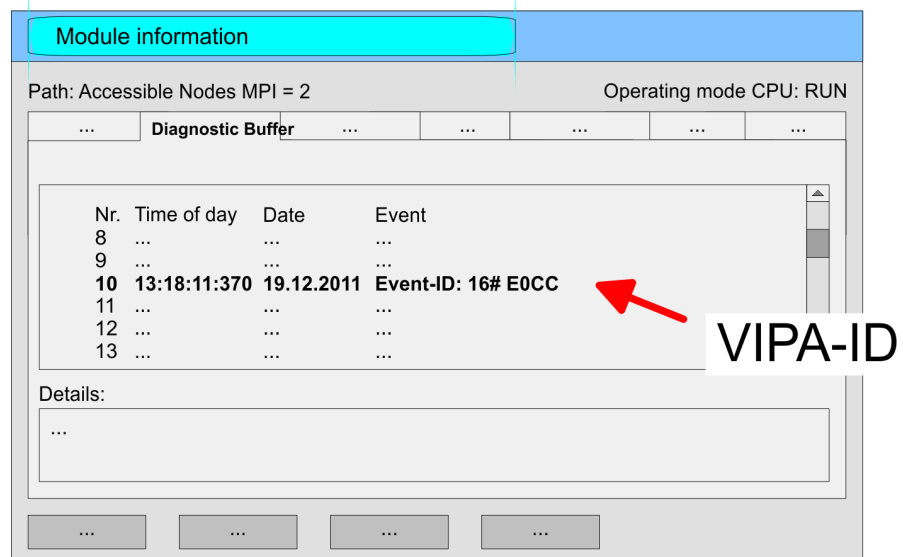 Module information
Path: Accessible Nodes MPI = 2 Operating mode CPU: RUN
... Diagnostic Buffer ... ... ... ... ...
Nr. Time of day Date Event
8 ... ... ...
9 ... ... ...
10 13:18:11:370 19.12.2011 Event-ID: 16# E0CC
11 ... ... ...
12 ... ... ...
13 ... ... ...
VIPA-ID
Details:
...
... ... ... ...